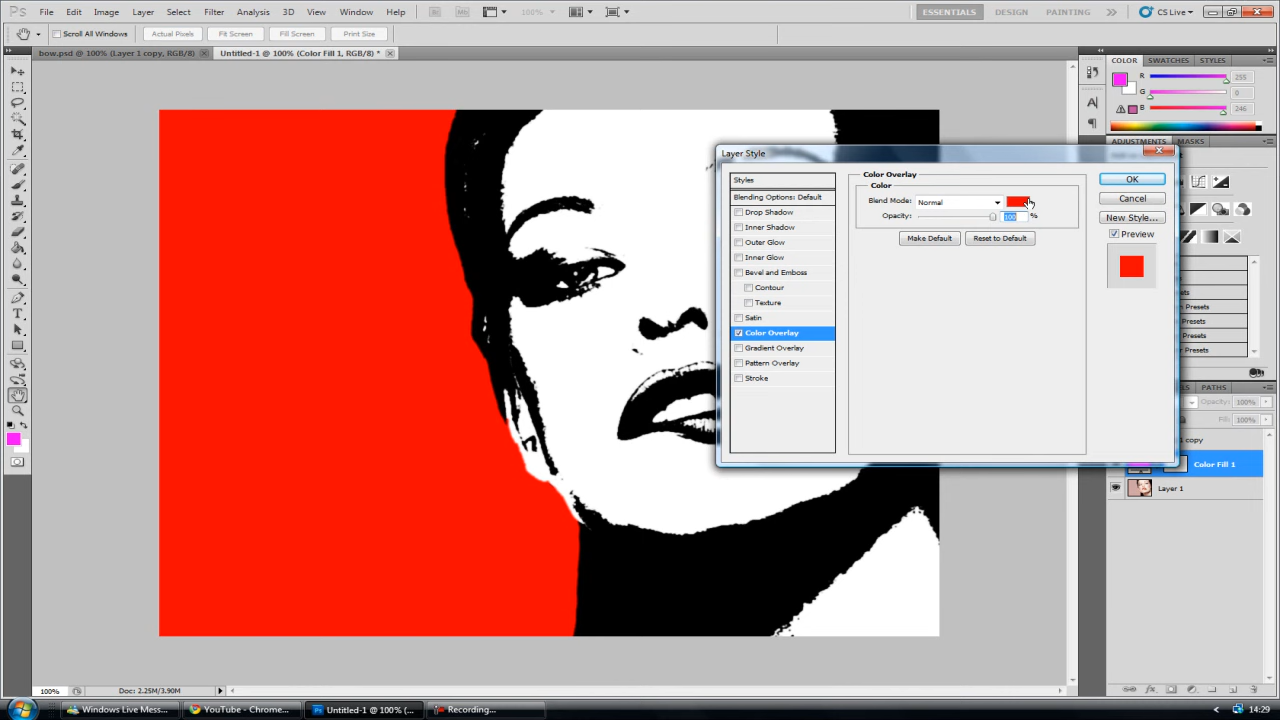 Ps File Edit Image Layer Select Filter Analysis 3D View Window Help 100% ESSENTIALS DESIGN PAINTING CS Live
Scroll All Windows Actual Pixels Fit Screen Fill Screen Print Size
bow.psd @ 100% (Layer 1 copy, RGB/8) Untitled-1 @ 100% (Color Fill 1, RGB/8) *
COLOR SWATCHES STYLES
R 255
G 0
B 246
ADJUSTMENTS MASKS
Layer Style
Styles
Blending Options: Default
Drop Shadow
Inner Shadow
Outer Glow
Inner Glow
Bevel and Emboss
Contour
Texture
Satin
Color Overlay
Gradient Overlay
Pattern Overlay
Stroke
Color Overlay
Color
Blend Mode: Normal
Opacity: 100 %
Make Default Reset to Default
OK
Cancel
New Style...
Preview
Presets
Presets
Presets
PATHS
Opacity: 100%
Fill: 100%
copy
Color Fill 1
Layer 1
100% Doc: 2.25M/3.90M
Windows Live Mess... YouTube - Chrome... Untitled-1 @ 100% (... Recording... 14:29